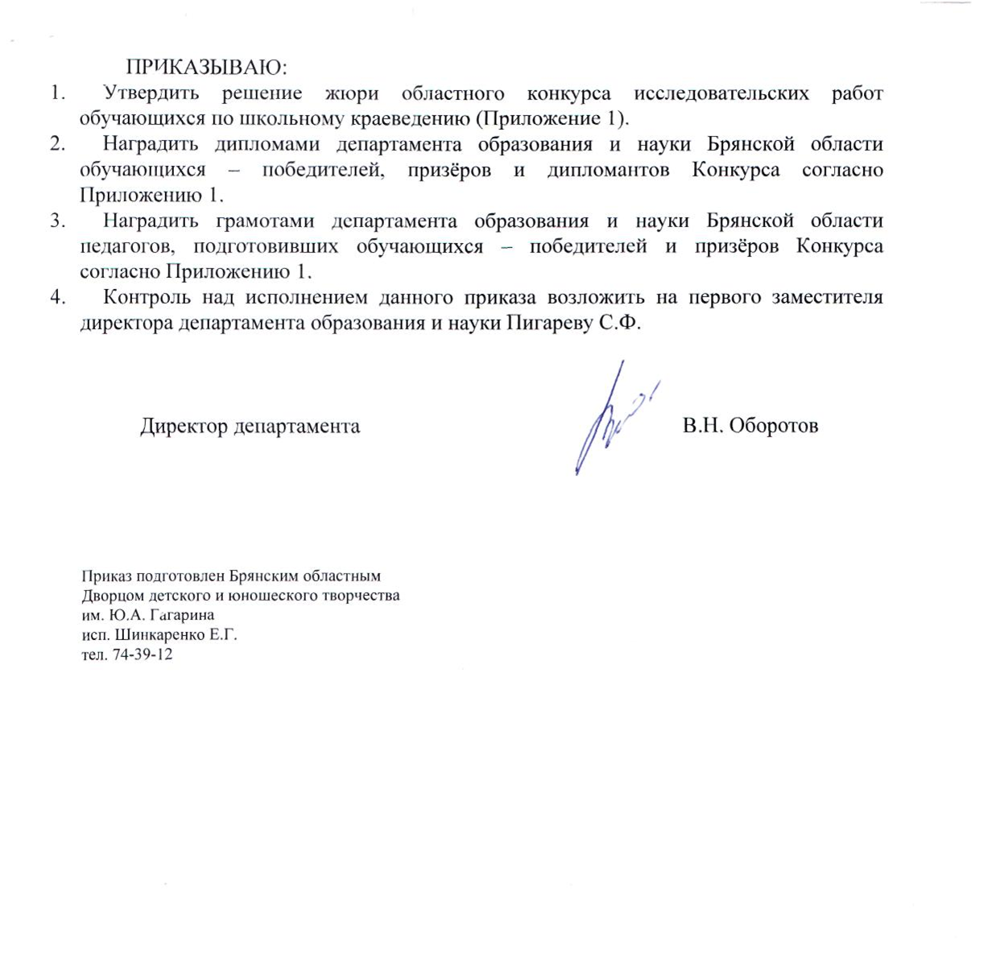 ПРИКАЗЫВАЮ:
1. Утвердить решение жюри областного конкурса исследовательских работ
обучающихся по школьному краеведению (Приложение 1).
2. Наградить дипломами департамента образования и науки Брянской области
обучающихся – победителей, призёров и дипломантов Конкурса согласно
Приложению 1.
3. Наградить грамотами департамента образования и науки Брянской области
педагогов, подготовивших обучающихся – победителей и призёров Конкурса
согласно Приложению 1.
4. Контроль над исполнением данного приказа возложить на первого заместителя
директора департамента образования и науки Пигареву С.Ф.
Директор департамента В.Н. Оборотов
Приказ подготовлен Брянским областным
Дворцом детского и юношеского творчества
им. Ю.А. Гагарина
исп. Шинкаренко Е.Г.
тел. 74-39-12